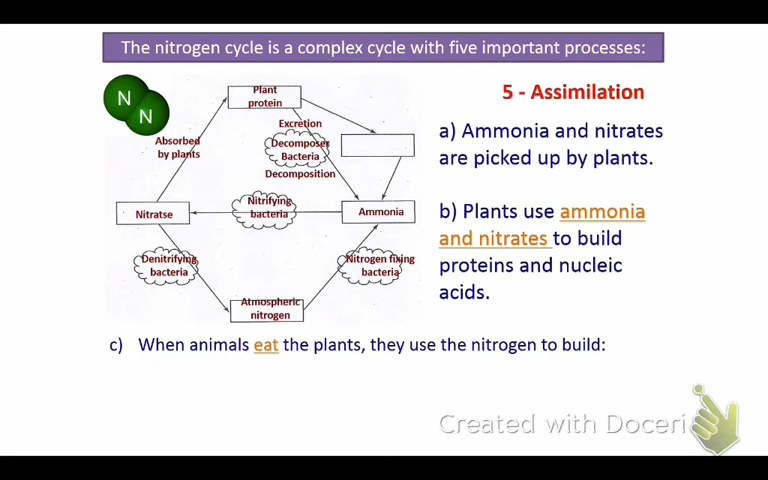 The nitrogen cycle is a complex cycle with five important processes:
N
N
Plant
protein
5 - Assimilation
Absorbed
by plants
Excretion
Decomposer
Bacteria
Decomposition
a) Ammonia and nitrates
are picked up by plants.
Nitratse
Nitrifying
bacteria
Ammonia
b) Plants use ammonia
and nitrates to build
proteins and nucleic
acids.
Denitrifying
bacteria
Nitrogen fixing
bacteria
Atmospheric
nitrogen
c) When animals eat the plants, they use the nitrogen to build:
Created with Doceri